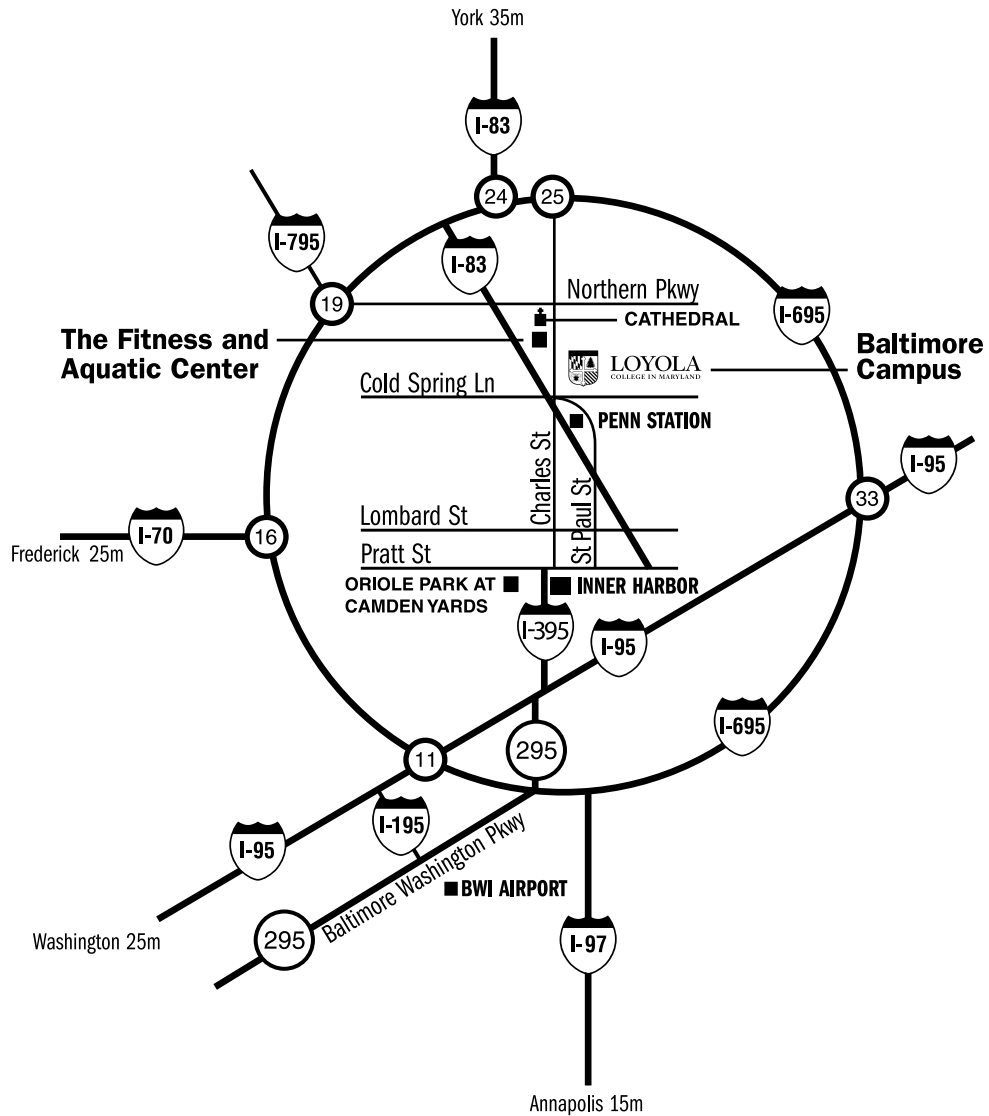 York 35m
I-83
24
25
I-795
I-83
19
Northern Pkwy
I-695
CATHEDRAL
The Fitness and
Aquatic Center
LOYOLA
COLLEGE IN MARYLAND
Baltimore
Campus
Cold Spring Ln
PENN STATION
Charles St
St Paul St
I-95
33
Lombard St
I-70
16
Frederick 25m
Pratt St
ORIOLE PARK AT
CAMDEN YARDS
INNER HARBOR
I-395
I-95
I-695
295
11
I-195
I-95
Baltimore Washington Pkwy
BWI AIRPORT
Washington 25m
295
I-97
Annapolis 15m